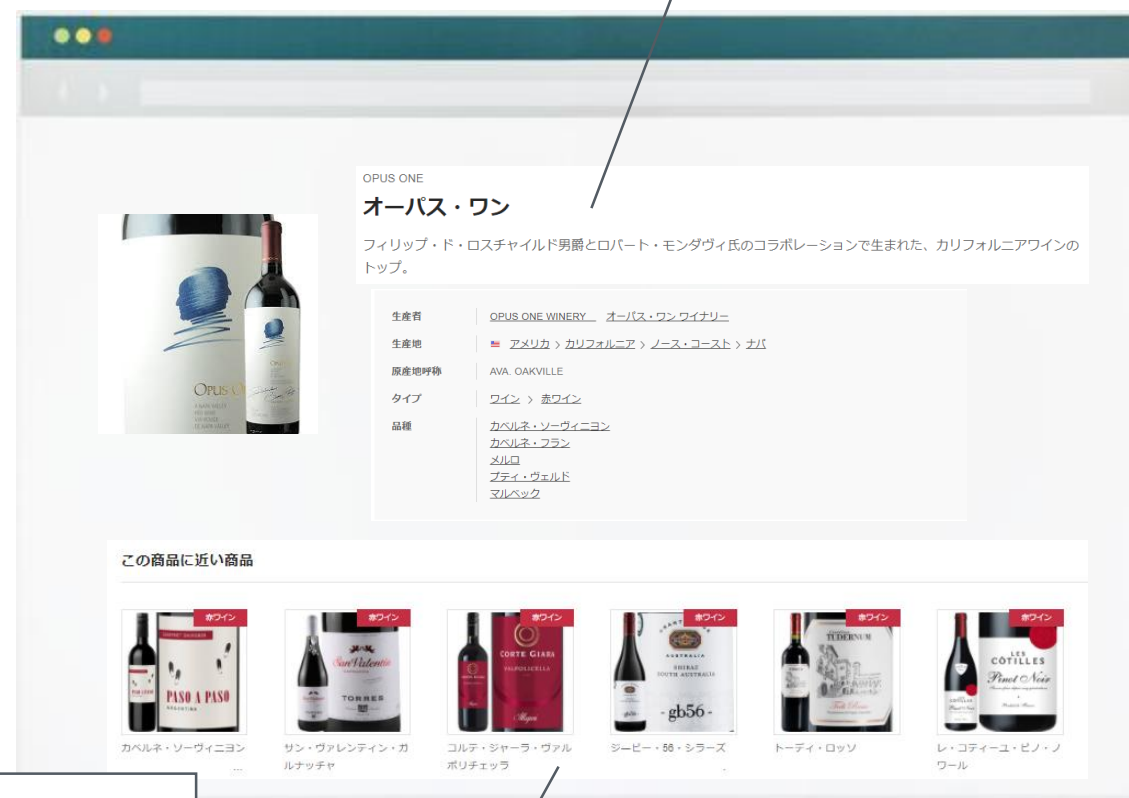 OPUS ONE
オーパス・ワン
フィリップ・ド・ロスチャイルド男爵とロバート・モンダヴィ氏のコラボレーションで生まれた、カリフォルニアワインの
トップ。
生産者 OPUS ONE WINERY オーパス・ワン ワイナリー
生産地 アメリカ > カリフォルニア > ノース・コースト > ナパ
原産地呼称 AVA. OAKVILLE
タイプ ワイン > 赤ワイン
品種 カベルネ・ソーヴィニヨン
カベルネ・フラン
メルロ
プティ・ヴェルド
マルベック
OPUS O
この商品に近い商品
赤ワイン 赤ワイン 赤ワイン 赤ワイン 赤ワイン 赤ワイン
PASO A PASO
ARGENTINA
San Valentin
TORRES
CORTE GIARA
VALPOLICELLA
Allegrini
AUSTRALIA
SHIRAZ
SOUTH AUSTRALIA
- gb56 -
TUDERNUM
Todi Rosso
LES
CÔTILLES
Pinot Noir
カベルネ・ソーヴィニヨン
...
サン・ヴァレンティン・ガ
ルナッチャ
コルテ・ジャーラ・ヴァル
ポリチェッラ
ジービー・56・シラーズ
トーディ・ロッソ
レ・コティーユ・ピノ・ノ
ワール